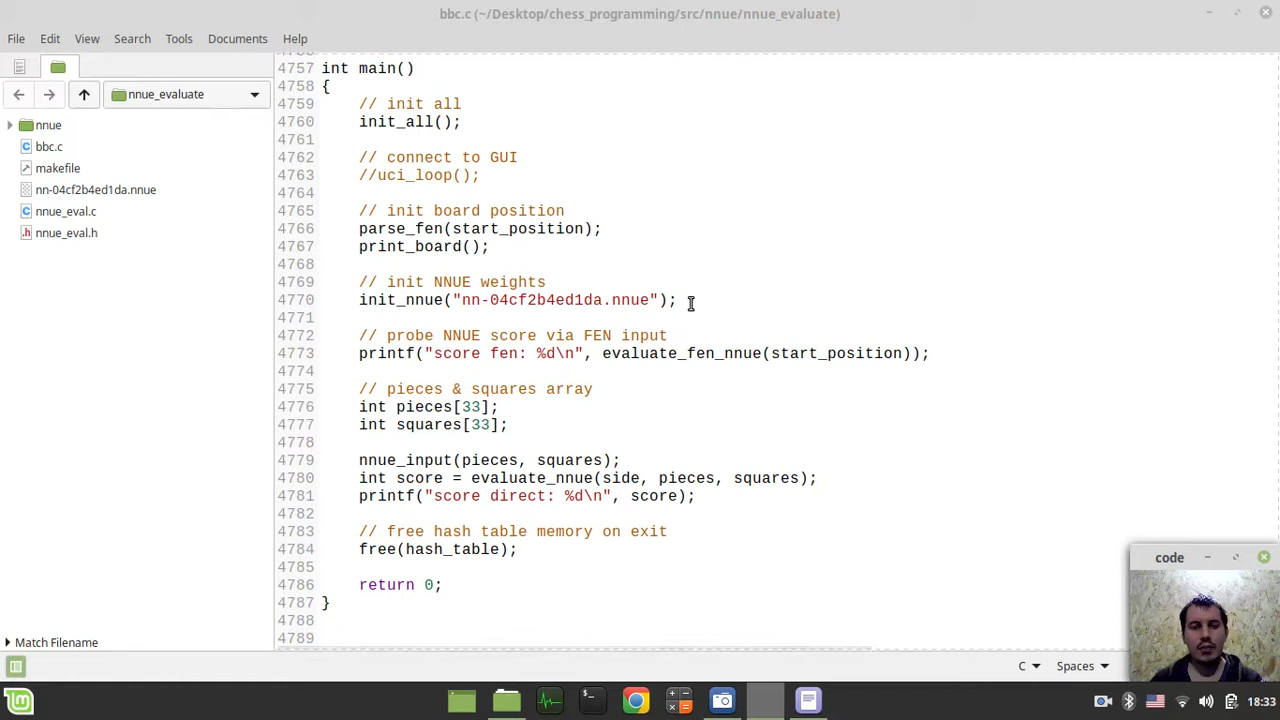 bbc.c (~/Desktop/chess_programming/src/nnue/nnue_evaluate)
File Edit View Search Tools Documents Help
nnue_evaluate
nnue
bbc.c
makefile
nn-04cf2b4ed1da.nnue
nnue_eval.c
nnue_eval.h
Match Filename
4757 int main()
4758 {
4759 // init all
4760 init_all();
4761
4762 // connect to GUI
4763 //uci_loop();
4764
4765 // init board position
4766 parse_fen(start_position);
4767 print_board();
4768
4769 // init NNUE weights
4770 init_nnue("nn-04cf2b4ed1da.nnue");
4771
4772 // probe NNUE score via FEN input
4773 printf("score fen: %d\n", evaluate_fen_nnue(start_position));
4774
4775 // pieces & squares array
4776 int pieces[33];
4777 int squares[33];
4778
4779 nnue_input(pieces, squares);
4780 int score = evaluate_nnue(side, pieces, squares);
4781 printf("score direct: %d\n", score);
4782
4783 // free hash table memory on exit
4784 free(hash_table);
4785
4786 return 0;
4787 }
4788
4789
code
C Spaces
18:33